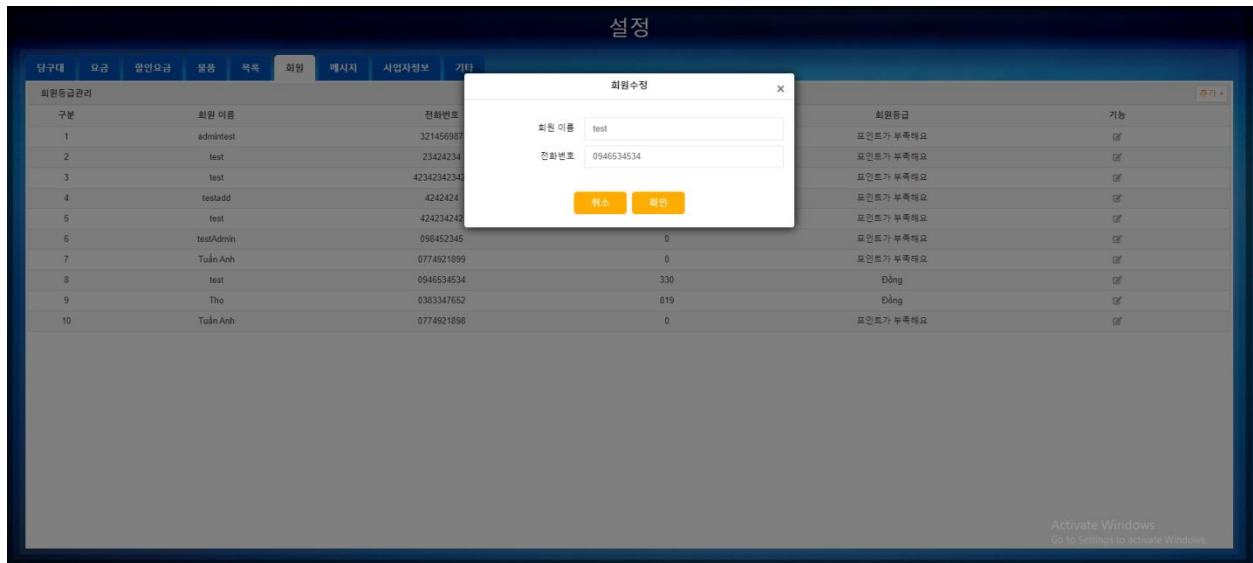 설정
당구대 요금 할인요금 물품 목록 회원 메시지 사업자정보 기타
회원등급관리 추가 +
구분 회원 이름 전화번호 회원등급 기능
1 admintest 321456987 포인트가 부족해요
2 test 23424234 포인트가 부족해요
3 test 42342342342 포인트가 부족해요
4 testadd 4242424 포인트가 부족해요
5 test 424234242 포인트가 부족해요
6 testAdmin 098452345 0 포인트가 부족해요
7 Tuấn Anh 0774921899 0 포인트가 부족해요
8 test 0946534534 330 Đồng
9 Thọ 0383347652 819 Đồng
10 Tuấn Anh 0774921898 0 포인트가 부족해요
회원수정 ×
회원 이름 test
전화번호 0946534534
취소 확인
Activate Windows
Go to Settings to activate Windows.